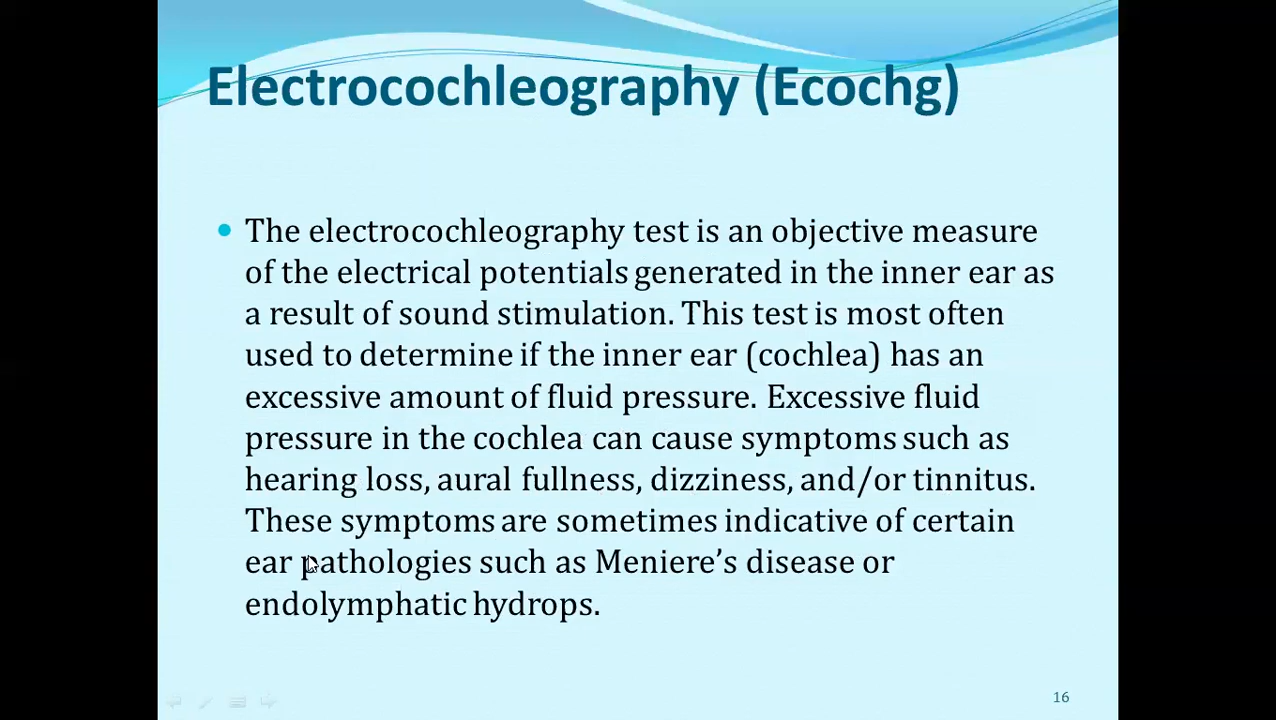 Electrocochleography (Ecochg)
The electrocochleography test is an objective measure
of the electrical potentials generated in the inner ear as
a result of sound stimulation. This test is most often
used to determine if the inner ear (cochlea) has an
excessive amount of fluid pressure. Excessive fluid
pressure in the cochlea can cause symptoms such as
hearing loss, aural fullness, dizziness, and/or tinnitus.
These symptoms are sometimes indicative of certain
ear pathologies such as Meniere’s disease or
endolymphatic hydrops.
16